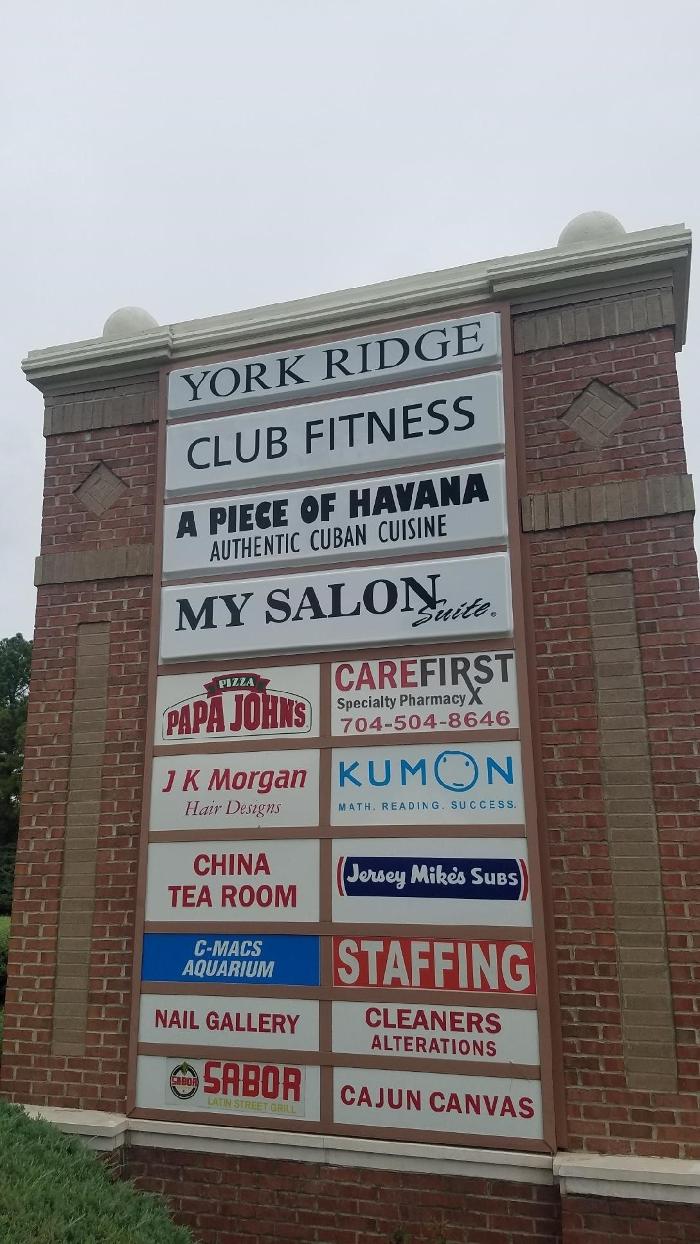 YORK RIDGE
CLUB FITNESS
A PIECE OF HAVANA
AUTHENTIC CUBAN CUISINE
MY SALON Suite®
PIZZA
PAPA JOHN'S
CAREFIRST
Specialty Pharmacy X
704-504-8646
J K Morgan
Hair Designs
KUMON
MATH. READING. SUCCESS.
CHINA
TEA ROOM
Jersey Mike's SUBS
C-MACS
AQUARIUM
STAFFING
NAIL GALLERY
CLEANERS
ALTERATIONS
SABOR
SABOR
LATIN STREET GRILL
CAJUN CANVAS